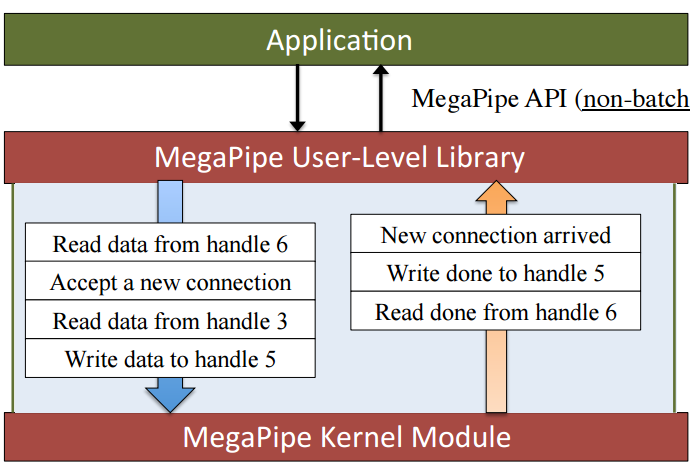 Application
MegaPipe API (non-batch
MegaPipe User-Level Library
Read data from handle 6
Accept a new connection
Read data from handle 3
Write data to handle 5
New connection arrived
Write done to handle 5
Read done from handle 6
MegaPipe Kernel Module